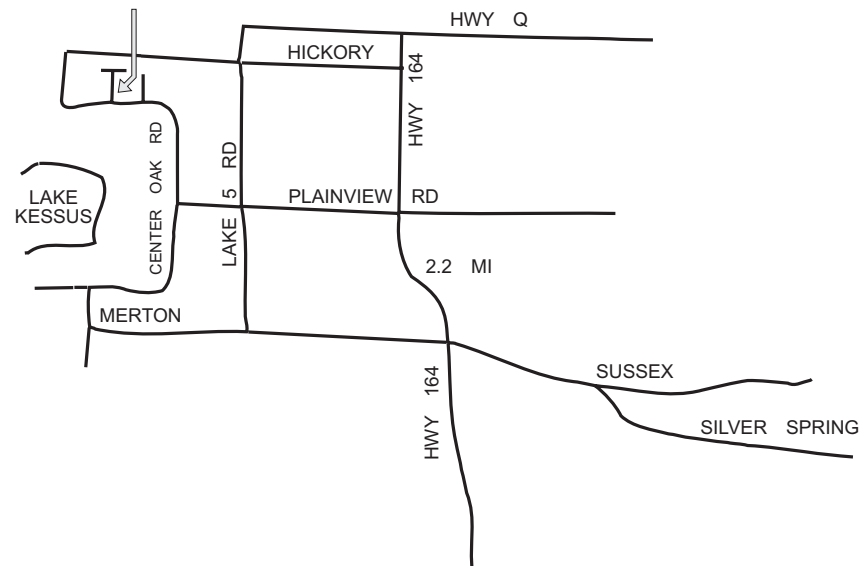 HWY Q
HICKORY
HWY 164
CENTER OAK RD
LAKE 5 RD
LAKE
KESSUS
PLAINVIEW RD
2.2 MI
MERTON
HWY 164
SUSSEX
SILVER SPRING